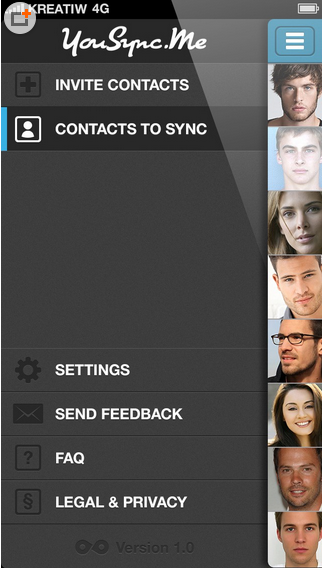 KREATIW 4G
YouSync.Me
INVITE CONTACTS
CONTACTS TO SYNC
SETTINGS
SEND FEEDBACK
? FAQ
§ LEGAL & PRIVACY
Version 1.0